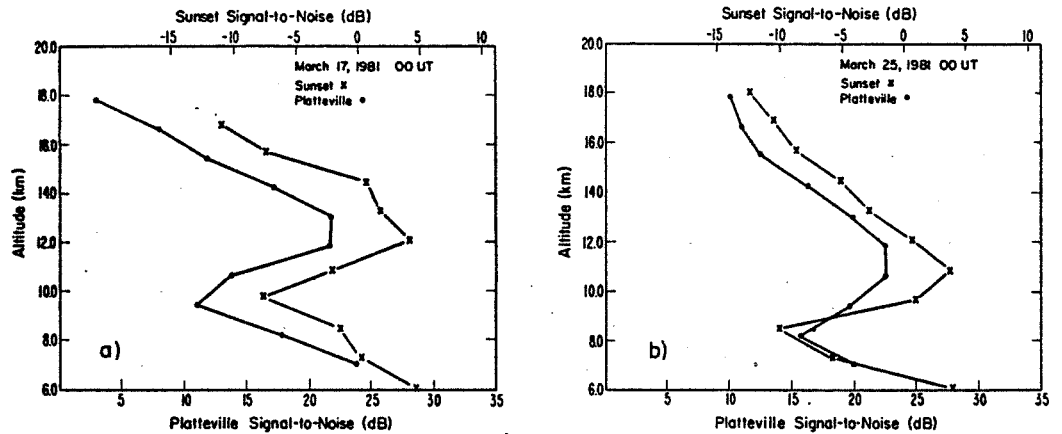 Sunset Signal-to-Noise (dB)
-15 -10 -5 0 5 10
20.0
18.0
16.0
14.0
12.0
10.0
8.0
6.0
Altitude (km)
March 17, 1981 00 UT
Sunset x
Platteville •
a)
5 10 15 20 25 30 35
Platteville Signal-to-Noise (dB)
Sunset Signal-to-Noise (dB)
-15 -10 -5 0 5 10
20.0
18.0
16.0
14.0
12.0
10.0
8.0
6.0
Altitude (km)
March 25, 1981 00 UT
Sunset x
Platteville •
b)
5 10 15 20 25 30 35
Platteville Signal-to-Noise (dB)